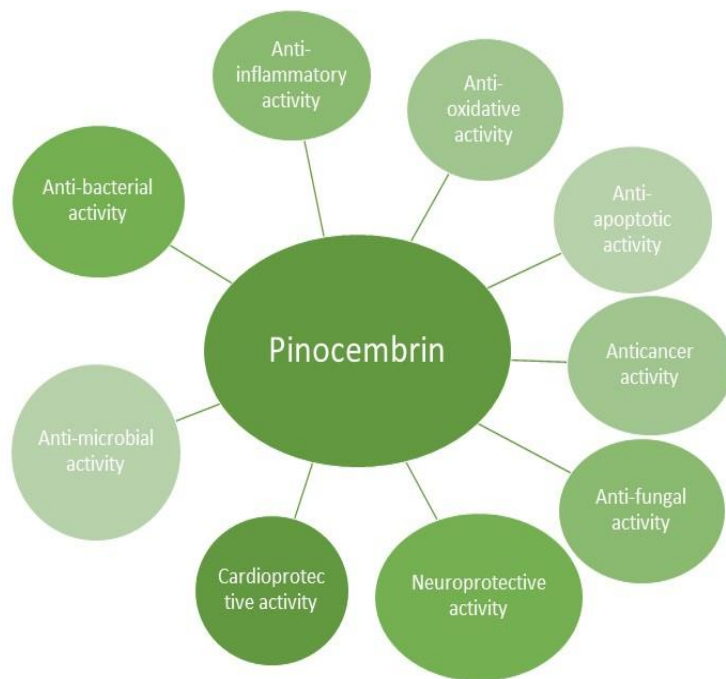 Anti-
inflammatory
activity
Anti-
oxidative
activity
Anti-bacterial
activity
Anti-
apoptotic
activity
Pinocembrin
Anticancer
activity
Anti-microbial
activity
Anti-fungal
activity
Cardioprotec
tive activity
Neuroprotective
activity